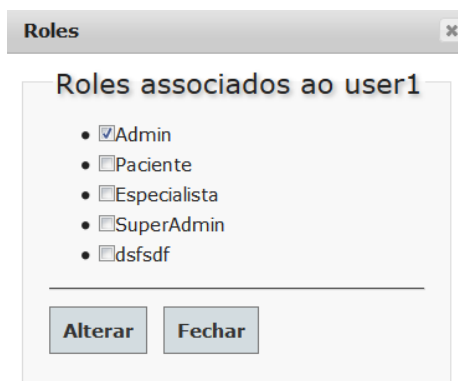 Roles
Roles associados ao user1
Admin
Paciente
Especialista
SuperAdmin
dsfsdf
Alterar
Fechar